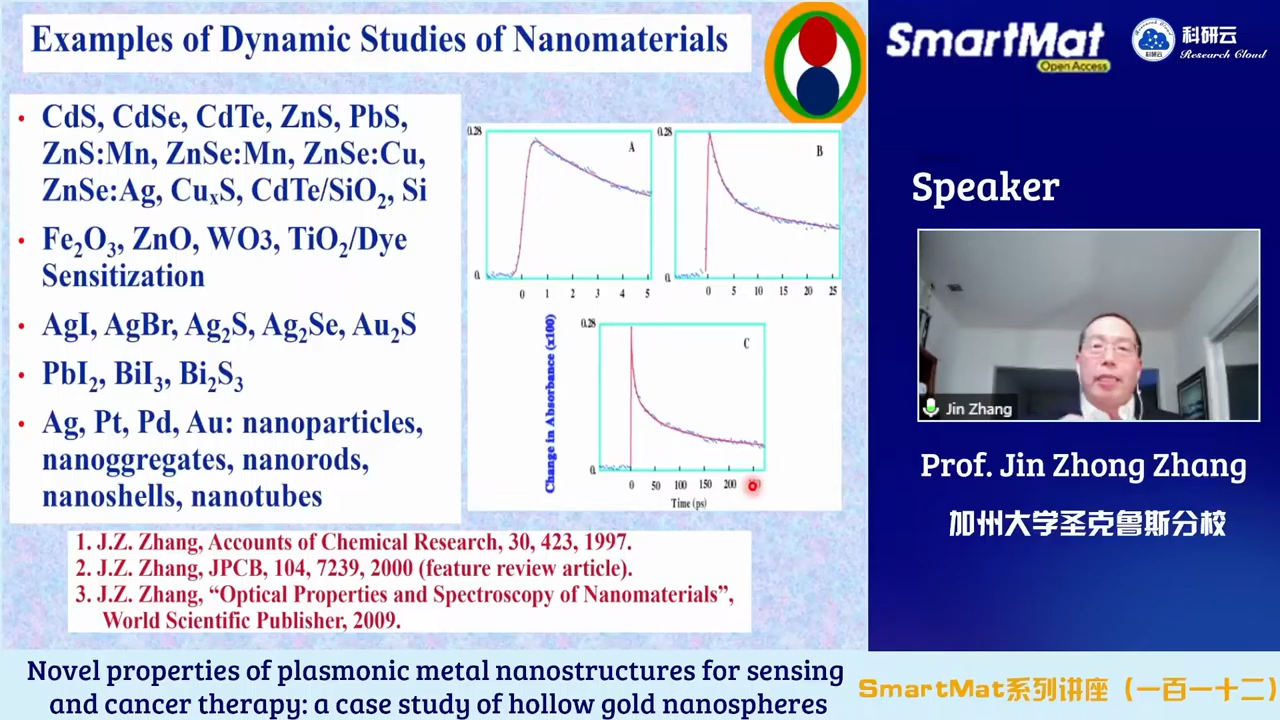 Examples of Dynamic Studies of Nanomaterials
• CdS, CdSe, CdTe, ZnS, PbS,
ZnS:Mn, ZnSe:Mn, ZnSe:Cu,
ZnSe:Ag, CuₓS, CdTe/SiO₂, Si
• Fe₂O₃, ZnO, WO3, TiO₂/Dye
Sensitization
• AgI, AgBr, Ag₂S, Ag₂Se, Au₂S
• PbI₂, BiI₃, Bi₂S₃
• Ag, Pt, Pd, Au: nanoparticles,
nanoggregates, nanorods,
nanoshells, nanotubes
0.28
A
0.
0 1 2 3 4 5
0.28
B
0.
0 5 10 15 20 25
Change in Absorbance (x100)
0.28
C
0.
0 50 100 150 200
Time (ps)
1. J.Z. Zhang, Accounts of Chemical Research, 30, 423, 1997.
2. J.Z. Zhang, JPCB, 104, 7239, 2000 (feature review article).
3. J.Z. Zhang, “Optical Properties and Spectroscopy of Nanomaterials”,
World Scientific Publisher, 2009.
SmartMat
Open Access
科研云
Research Cloud
Speaker
Jin Zhang
Prof. Jin Zhong Zhang
加州大学圣克鲁斯分校
Novel properties of plasmonic metal nanostructures for sensing
and cancer therapy: a case study of hollow gold nanospheres
SmartMat系列讲座（一百一十二）